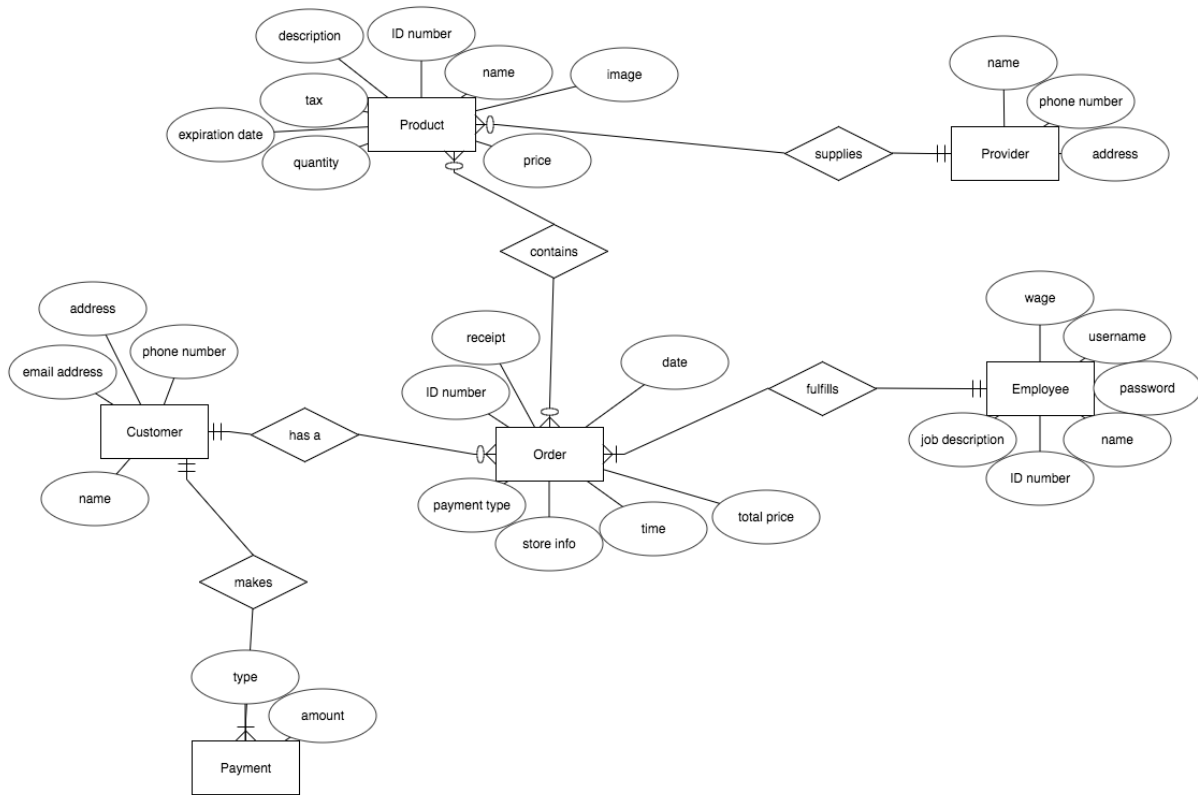 description
ID number
name
image
tax
Product
expiration date
quantity
price
supplies
name
phone number
Provider
address
contains
address
phone number
email address
Customer
name
has a
receipt
date
ID number
Order
payment type
store info
time
total price
fulfills
wage
username
Employee
password
job description
name
ID number
makes
type
amount
Payment